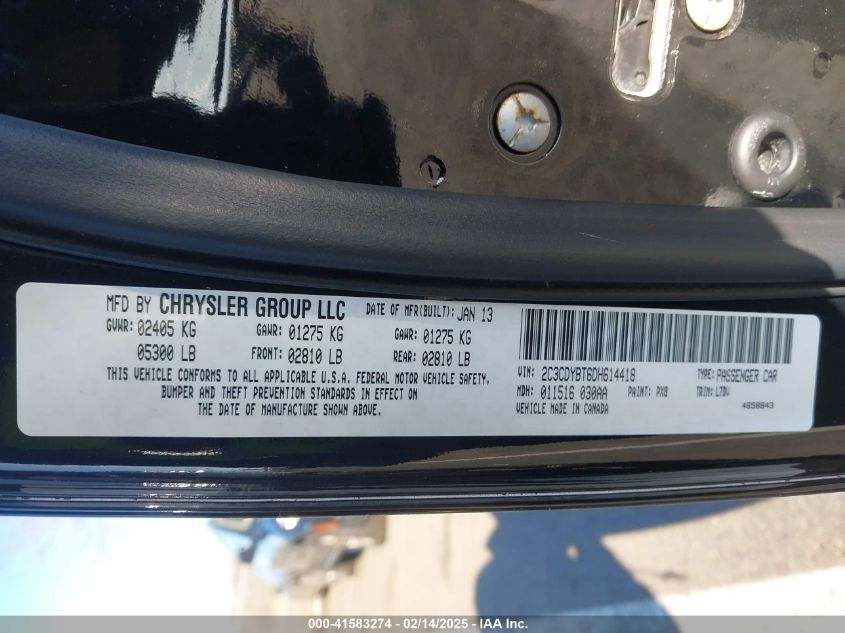 MFD BY CHRYSLER GROUP LLC DATE OF MFR(BUILT): JAN 13
GVWR: 02405 KG GAWR: 01275 KG GAWR: 01275 KG
05300 LB FRONT: 02810 LB REAR: 02810 LB
THIS VEHICLE CONFORMS TO ALL APPLICABLE U.S.A. FEDERAL MOTOR VEHICLE SAFETY,
BUMPER AND THEFT PREVENTION STANDARDS IN EFFECT ON
THE DATE OF MANUFACTURE SHOWN ABOVE.
VIN: 2C3CDYBT6DH614418 TYPE: PASSENGER CAR
MDH: 011516 030AA PAINT: PX8 TRIM: L7DV
VEHICLE MADE IN CANADA 4658843
000-41583274 - 02/14/2025 - IAA Inc.